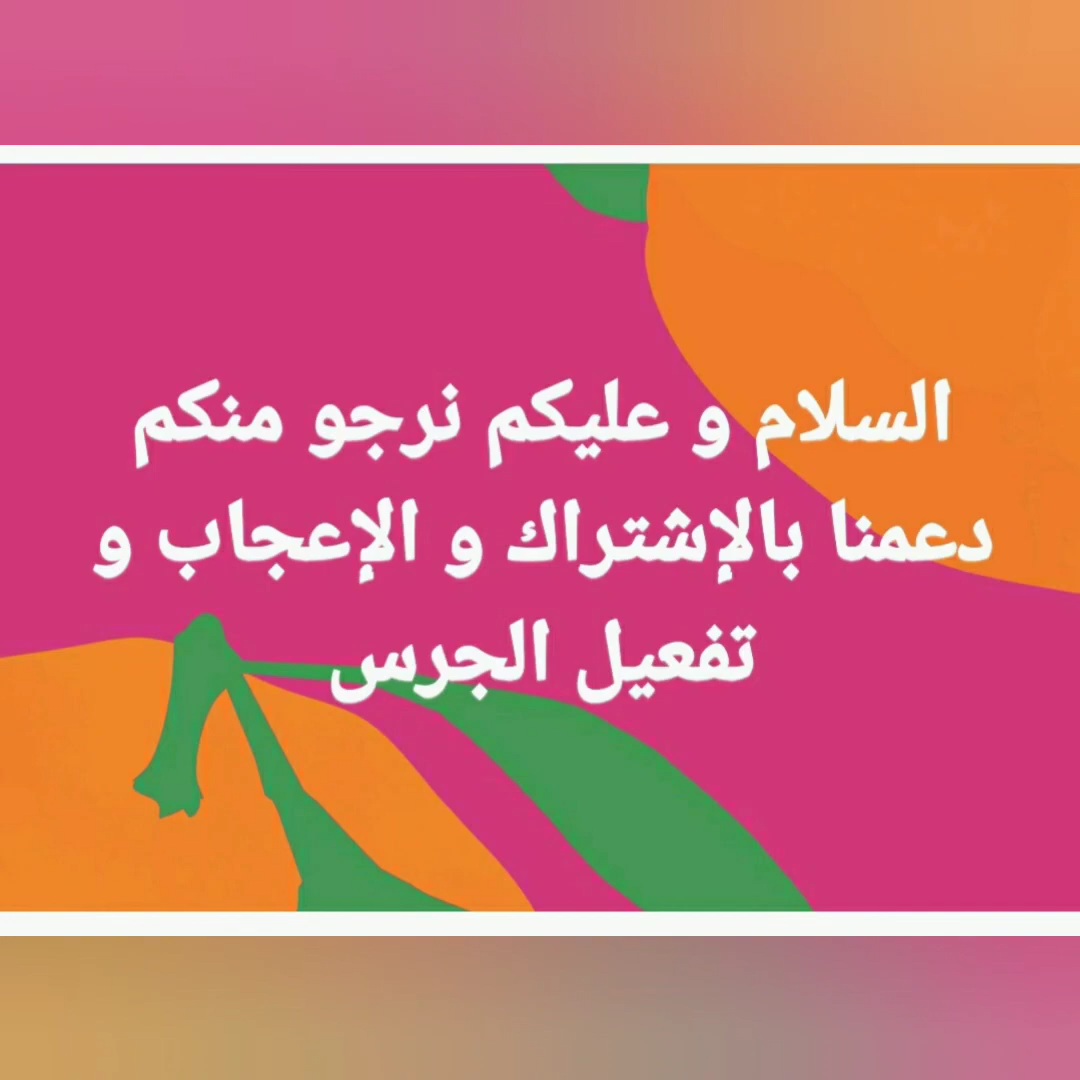 السلام و عليكم نرجو منكم
دعمنا بالإشتراك و الإعجاب و
تفعيل الجرس